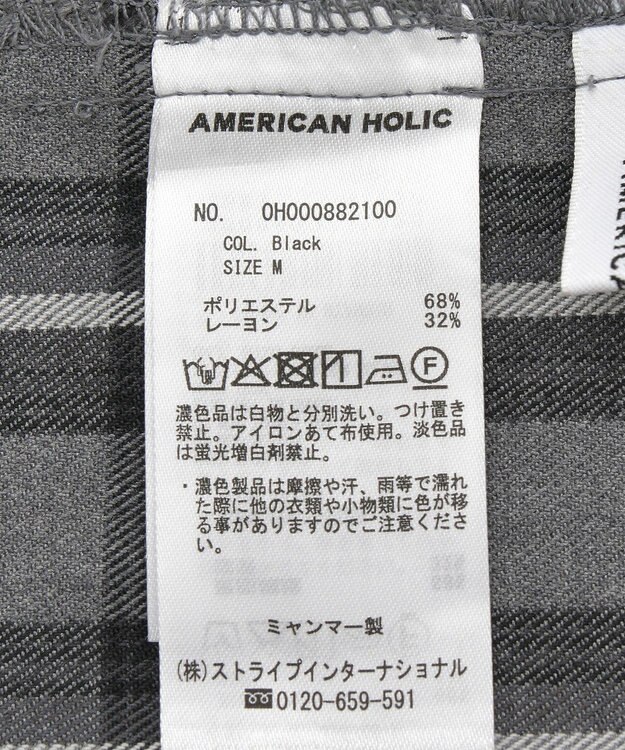 AMERICAN HOLIC
NO. OH000882100
COL. Black
SIZE M
ポリエステル 68%
レーヨン 32%
F
濃色品は白物と分別洗い。つけ置き
禁止。アイロンあて布使用。淡色品
は蛍光増白剤禁止。
・濃色製品は摩擦や汗、雨等で濡れ
た際に他の衣類や小物類に色が移
る事がありますのでご注意くださ
い。
ミャンマー製
(株)ストライプインターナショナル
0120-659-591
AMERICA